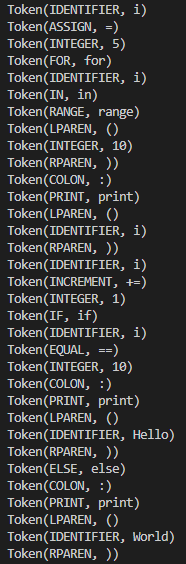 Token(IDENTIFIER, i)
Token(ASSIGN, =)
Token(INTEGER, 5)
Token(FOR, for)
Token(IDENTIFIER, i)
Token(IN, in)
Token(RANGE, range)
Token(LPAREN, ()
Token(INTEGER, 10)
Token(RPAREN, ))
Token(COLON, :)
Token(PRINT, print)
Token(LPAREN, ()
Token(IDENTIFIER, i)
Token(RPAREN, ))
Token(IDENTIFIER, i)
Token(INCREMENT, +=)
Token(INTEGER, 1)
Token(IF, if)
Token(IDENTIFIER, i)
Token(EQUAL, ==)
Token(INTEGER, 10)
Token(COLON, :)
Token(PRINT, print)
Token(LPAREN, ()
Token(IDENTIFIER, Hello)
Token(RPAREN, ))
Token(ELSE, else)
Token(COLON, :)
Token(PRINT, print)
Token(LPAREN, ()
Token(IDENTIFIER, World)
Token(RPAREN, ))